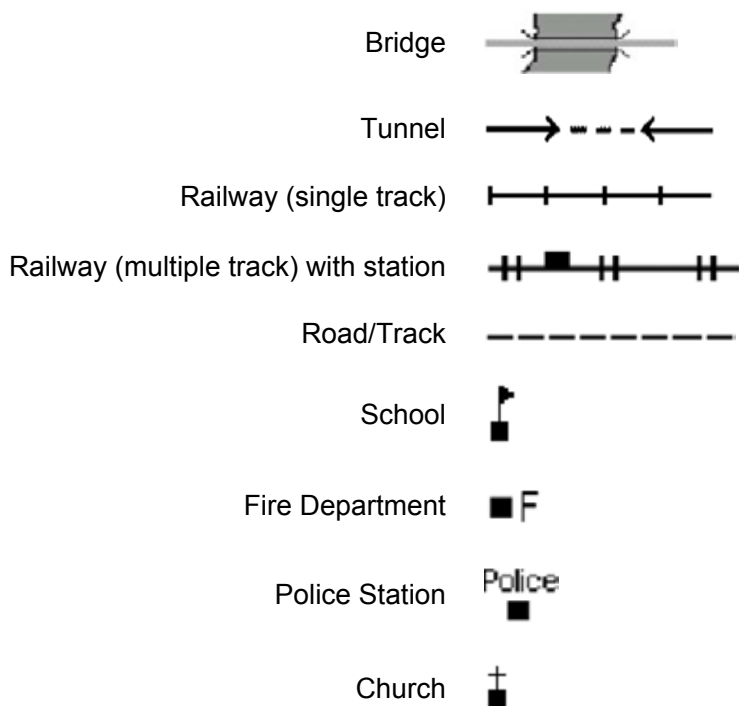 Bridge
Tunnel
Railway (single track)
Railway (multiple track) with station
Road/Track
School
Fire Department
F
Police Station
Police
Church